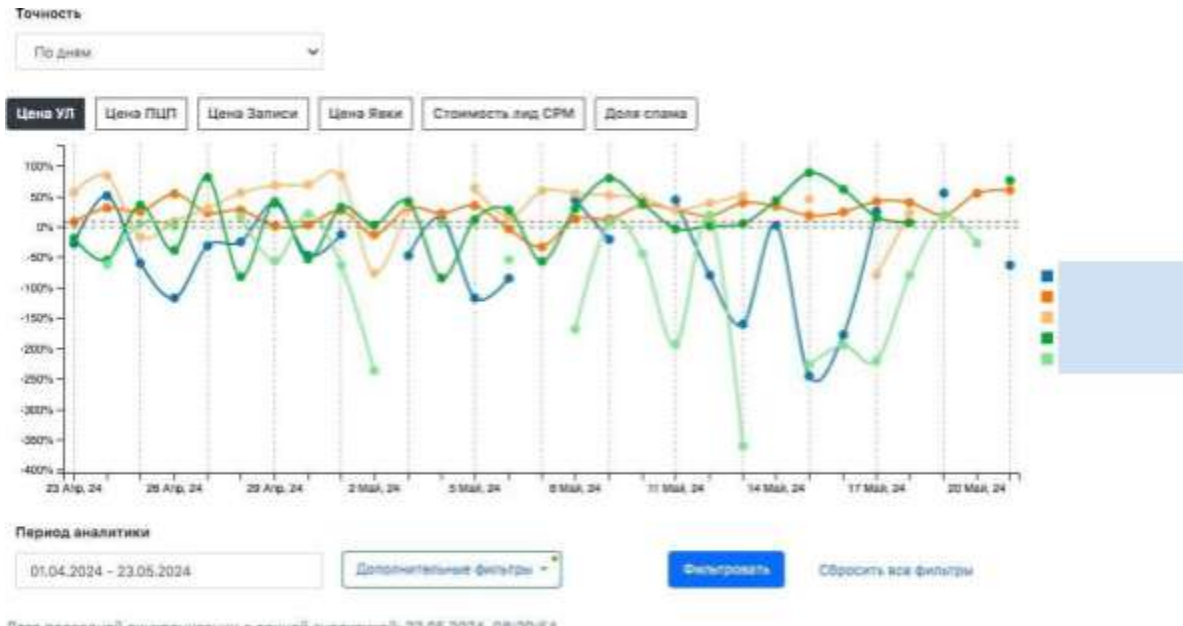 Точность
По дням
Цена УЛ Цена ПЦП Цена Записи Цена Явки Стоимость лид СРМ Доля спама
100%
50%
0%
-50%
-100%
-150%
-200%
-250%
-300%
-350%
-400%
23 Апр, 24 26 Апр, 24 29 Апр, 24 2 Май, 24 5 Май, 24 8 Май, 24 11 Май, 24 14 Май, 24 17 Май, 24 20 Май, 24
Период аналитики
01.04.2024 - 23.05.2024 Дополнительные фильтры Фильтровать Сбросить все фильтры